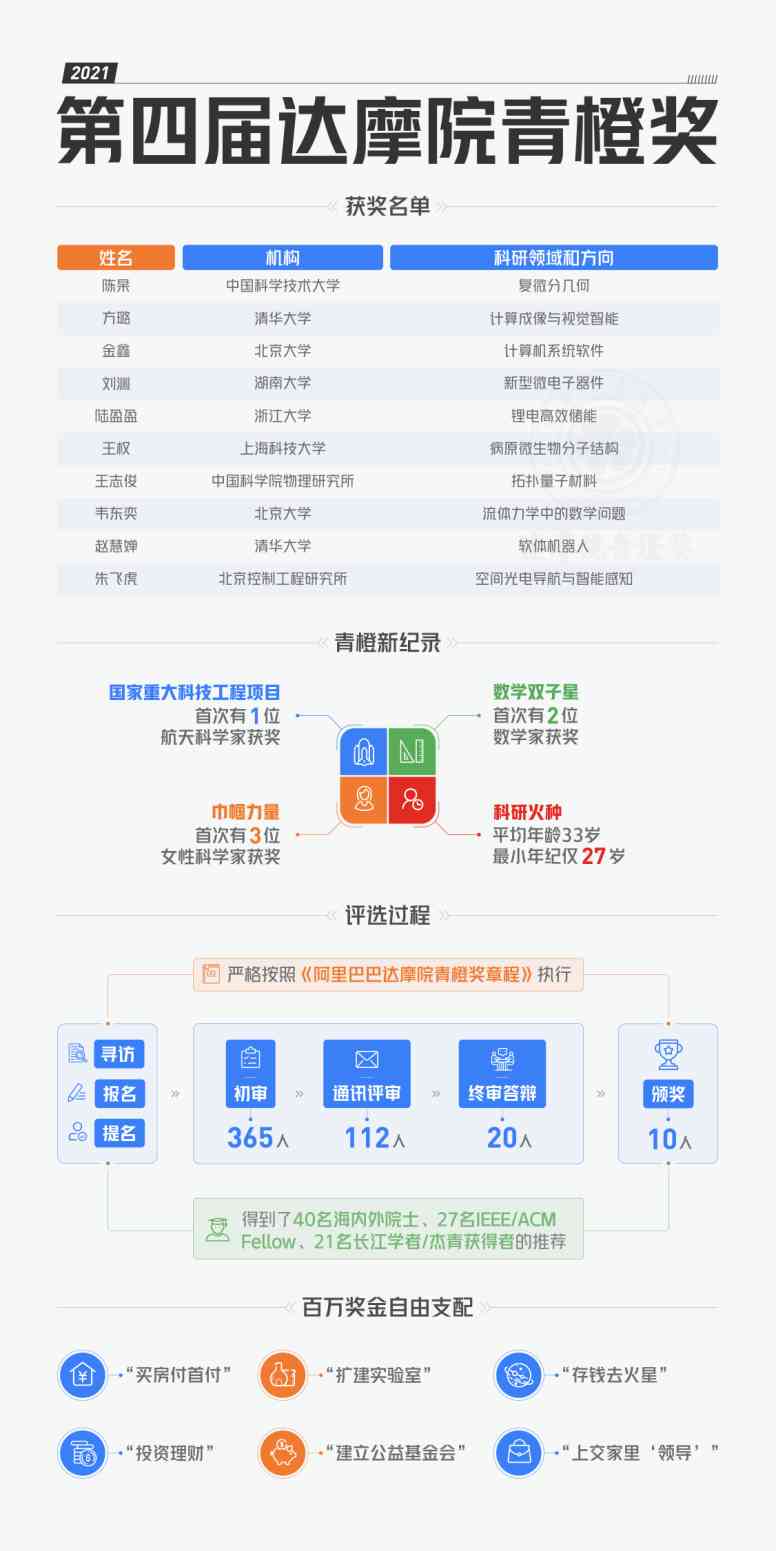 2021
第四届达摩院青橙奖
获奖名单
姓名 机构 科研领域和方向
陈杲 中国科学技术大学 复微分几何
方璐 清华大学 计算成像与视觉智能
金鑫 北京大学 计算机系统软件
刘渊 湖南大学 新型微电子器件
陆盈盈 浙江大学 锂电高效储能
王权 上海科技大学 病原微生物分子结构
王志俊 中国科学院物理研究所 拓扑量子材料
韦东奕 北京大学 流体力学中的数学问题
赵慧婵 清华大学 软体机器人
朱飞虎 北京控制工程研究所 空间光电导航与智能感知
青橙新纪录
国家重大科技工程项目
首次有1位
航天科学家获奖
数学双子星
首次有2位
数学家获奖
巾帼力量
首次有3位
女性科学家获奖
科研火种
平均年龄33岁
最小年纪仅27岁
评选过程
严格按照《阿里巴巴达摩院青橙奖章程》执行
寻访
报名
提名
初审
365人
通讯评审
112人
终审答辩
20人
颁奖
10人
得到了40名海内外院士、27名IEEE/ACM
Fellow、21名长江学者/杰青获得者的推荐
百万奖金自由支配
“买房付首付” “扩建实验室” “存钱去火星”
“投资理财” “建立公益基金会” “上交家里‘领导’”